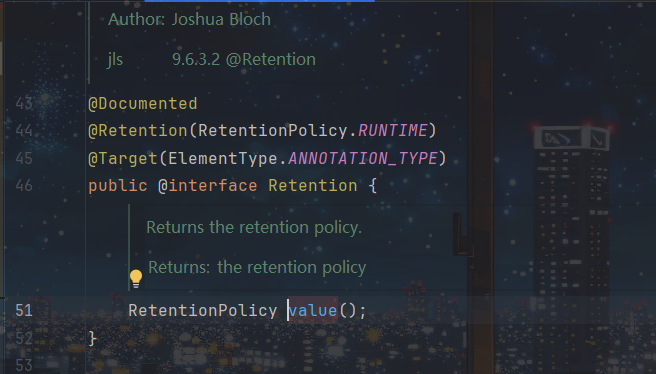 Author: Joshua Bloch
jls 9.6.3.2 @Retention
43 @Documented
44 @Retention(RetentionPolicy.RUNTIME)
45 @Target(ElementType.ANNOTATION_TYPE)
46 public @interface Retention {
Returns the retention policy.
Returns: the retention policy
51 RetentionPolicy value();
52 }
53